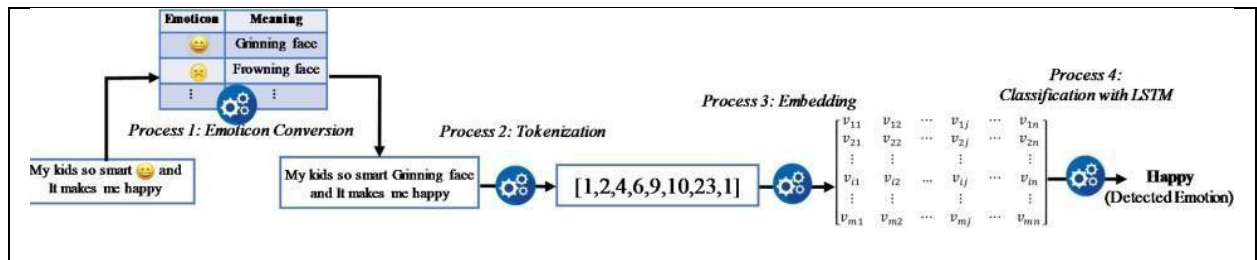 Emoticon Meaning
😀 Grinning face
☹ Frowning face
⋮ ⋮
Process 1: Emoticon Conversion
My kids so smart 😀 and
It makes me happy
My kids so smart Grinning face
and It makes me happy
Process 2: Tokenization
[1,2,4,6,9,10,23,1]
Process 3: Embedding
v11 v12 ... v1j ... v1n
v21 v22 ... v2j ... v2n
⋮ ⋮ ⋮ ⋮
vi1 vi2 ... vij ... vin
⋮ ⋮ ⋮ ⋮
vm1 vm2 ... vmj ... vmn
Process 4:
Classification with LSTM
Happy
(Detected Emotion)